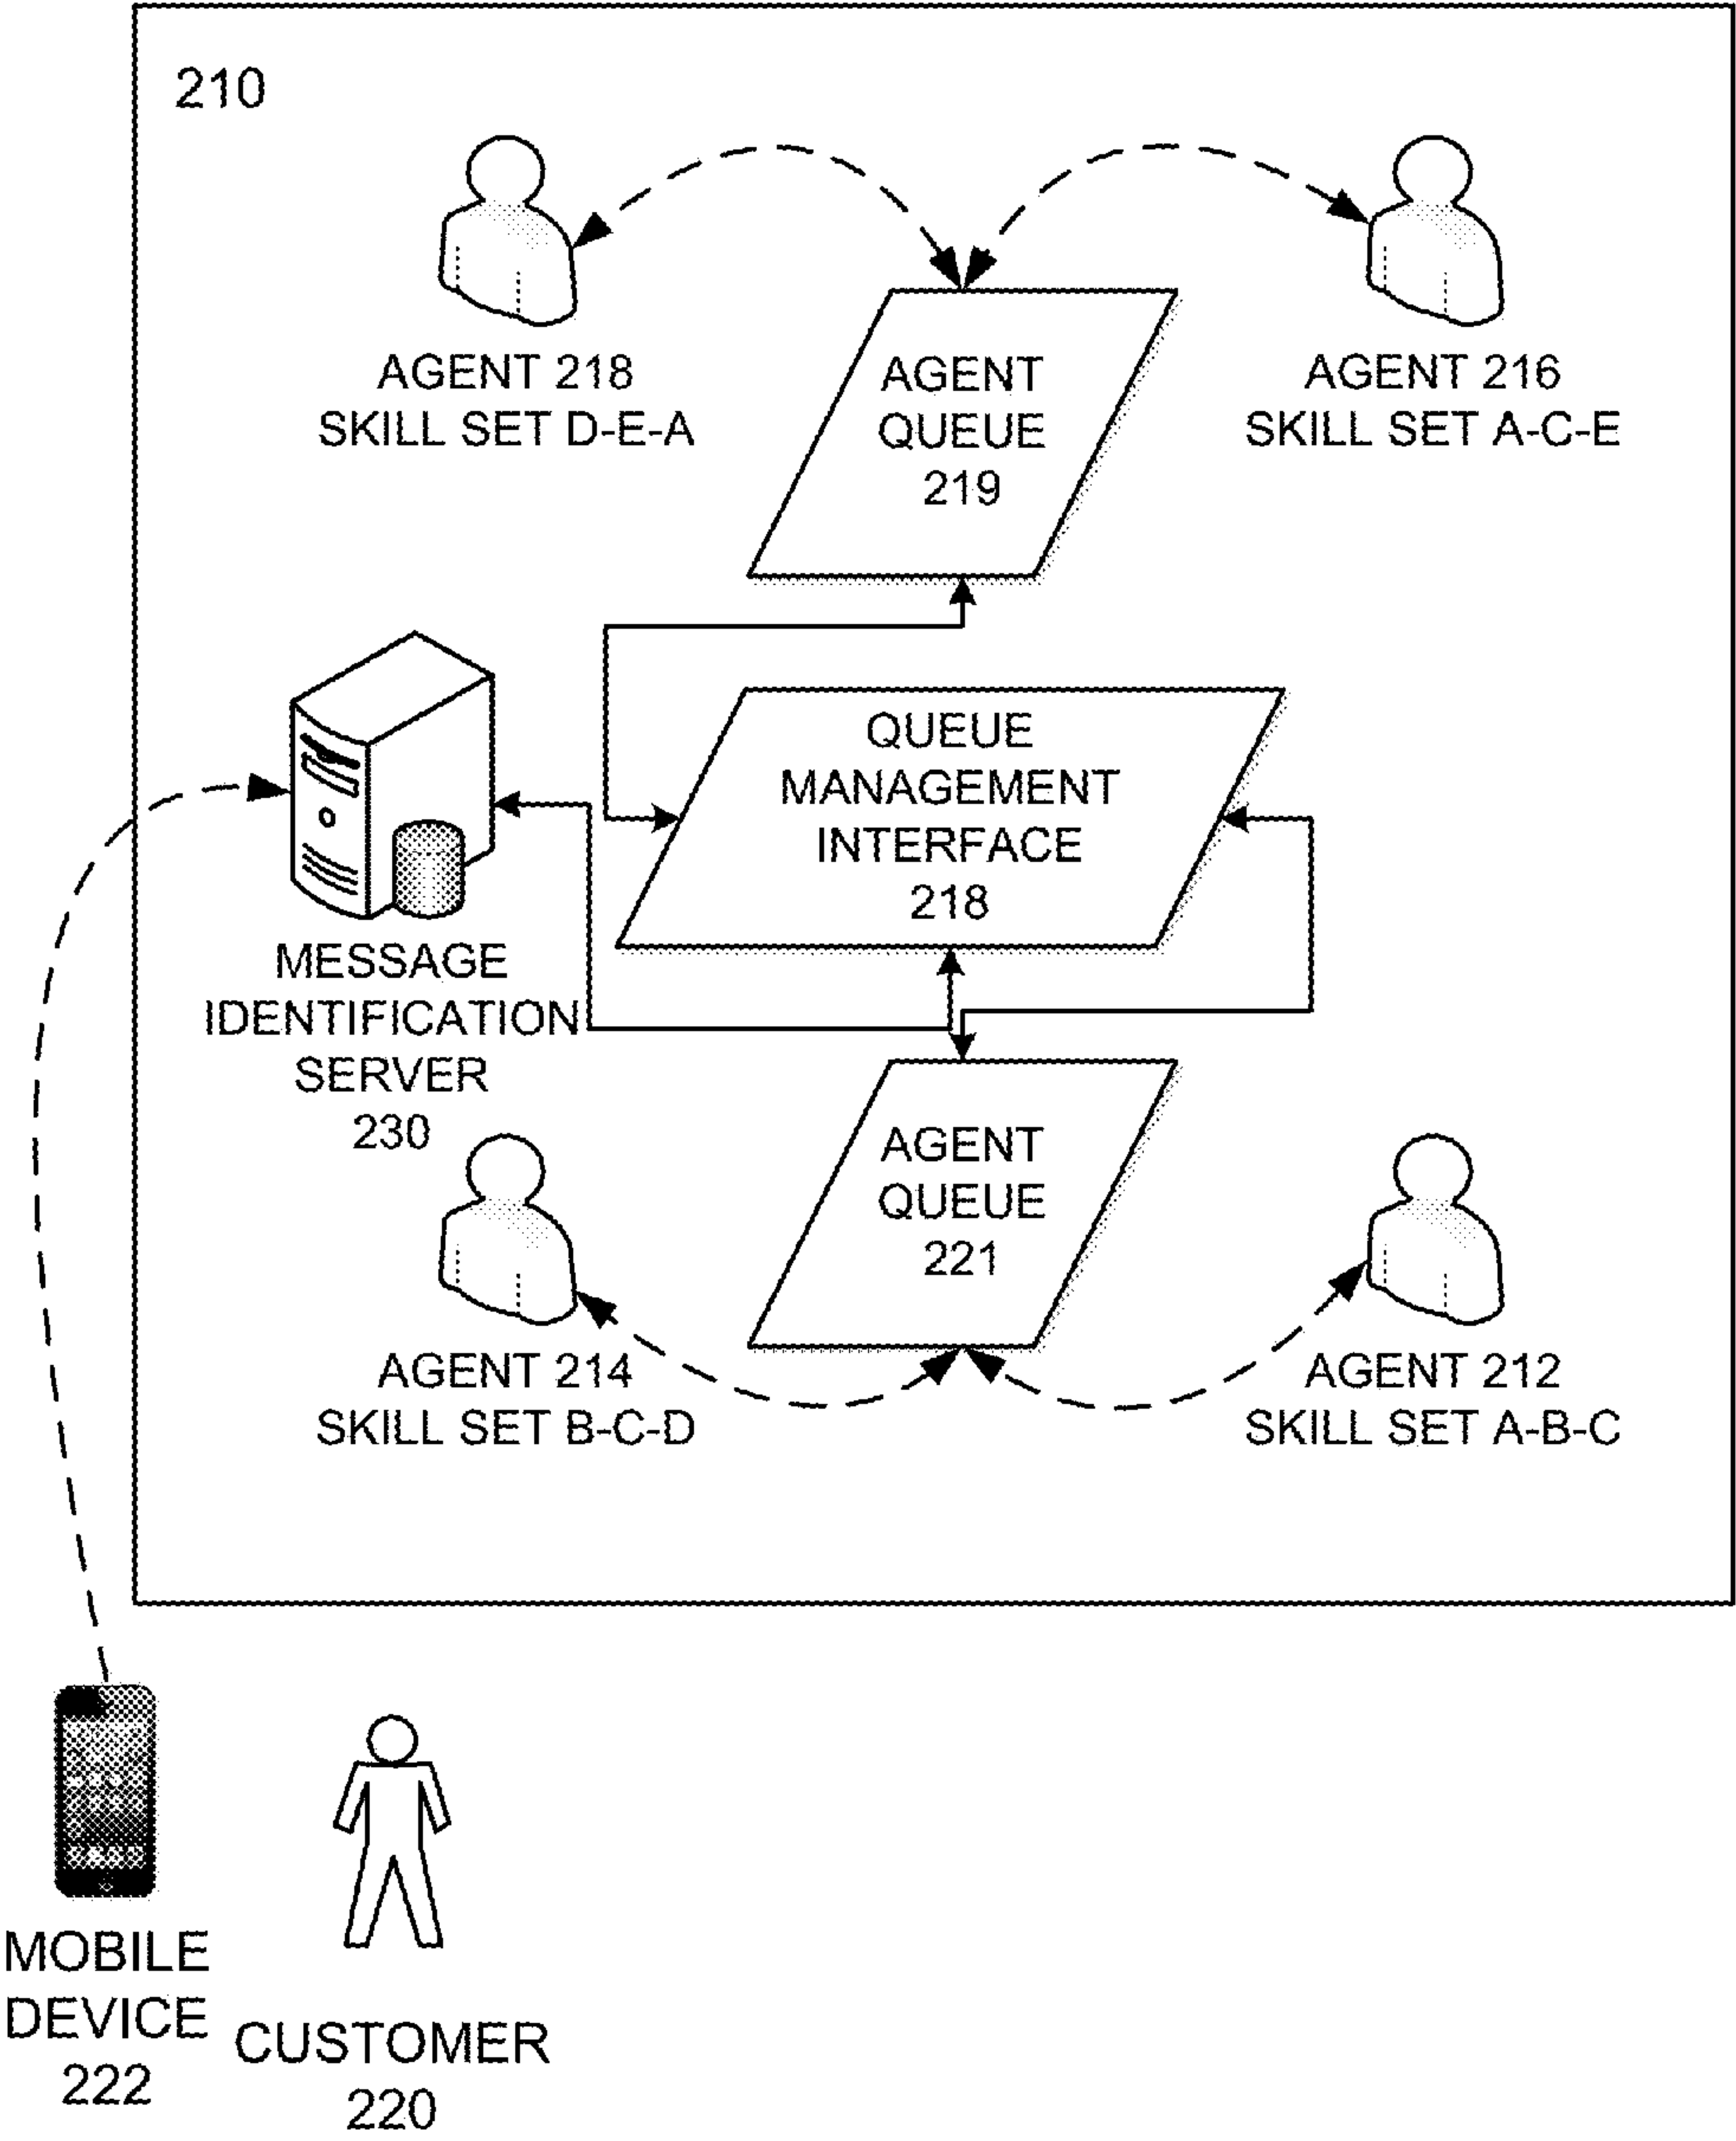 210
AGENT 218
SKILL SET D-E-A
AGENT
QUEUE
219
AGENT 216
SKILL SET A-C-E
QUEUE
MANAGEMENT
INTERFACE
218
MESSAGE
IDENTIFICATION
SERVER
230
AGENT
QUEUE
221
AGENT 214
SKILL SET B-C-D
AGENT 212
SKILL SET A-B-C
MOBILE
DEVICE
222
CUSTOMER
220